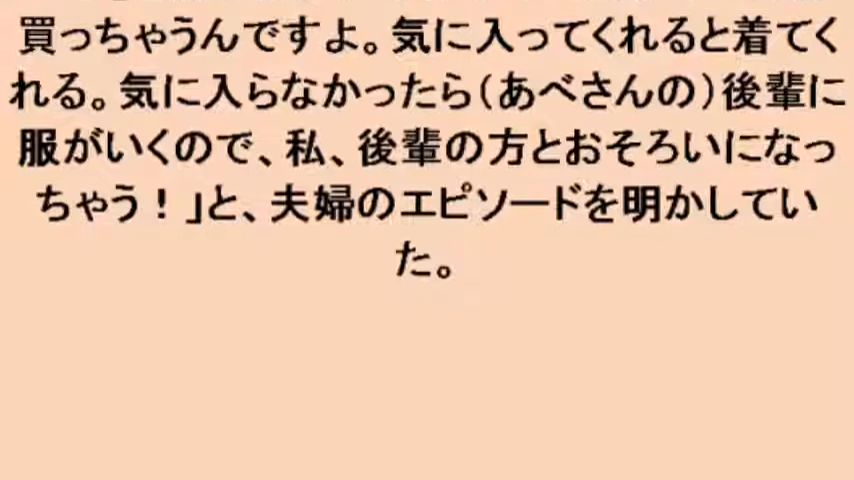 買っちゃうんですよ。気に入ってくれると着てく
れる。気に入らなかったら（あべさんの）後輩に
服がいくので、私、後輩の方とおそろいになっ
ちゃう！」と、夫婦のエピソードを明かしてい
た。